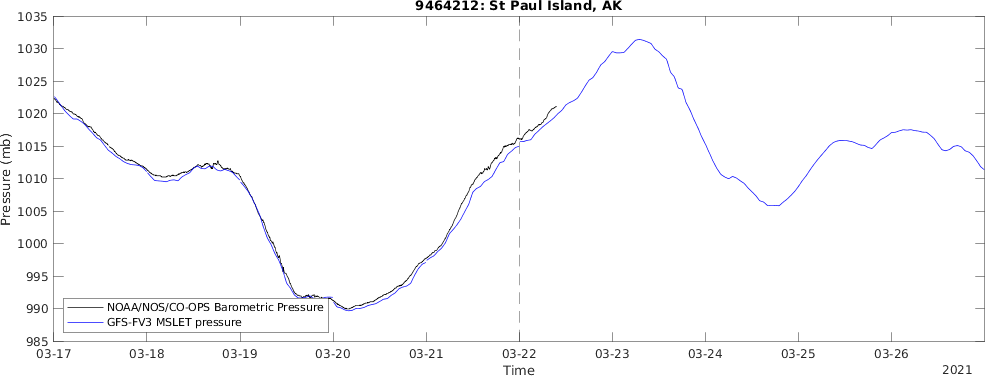 9464212: St Paul Island, AK
Pressure (mb)
1035
1030
1025
1020
1015
1010
1005
1000
995
990
985
NOAA/NOS/CO-OPS Barometric Pressure
GFS-FV3 MSLET pressure
03-17 03-18 03-19 03-20 03-21 03-22 03-23 03-24 03-25 03-26
Time
2021